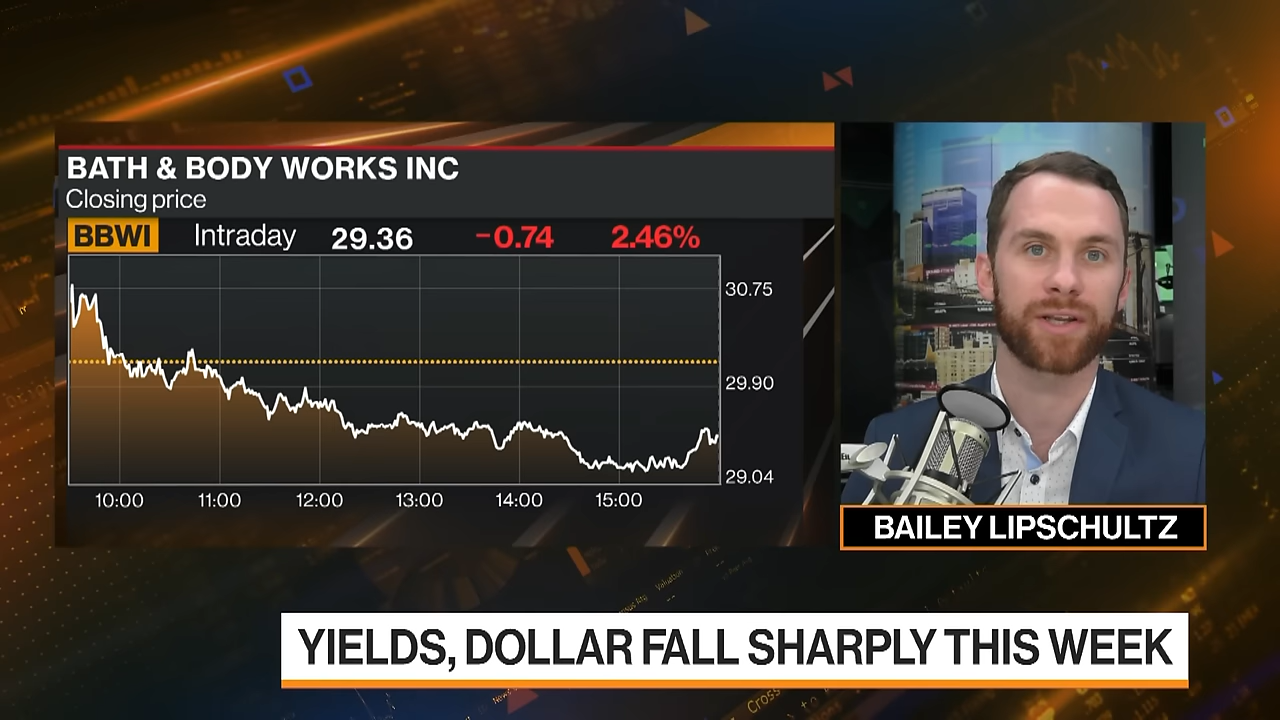 BATH & BODY WORKS INC
Closing price
BBWI Intraday 29.36 -0.74 2.46%
30.75
29.90
29.04
10:00 11:00 12:00 13:00 14:00 15:00
BAILEY LIPSCHULTZ
YIELDS, DOLLAR FALL SHARPLY THIS WEEK
Valuation
Cross